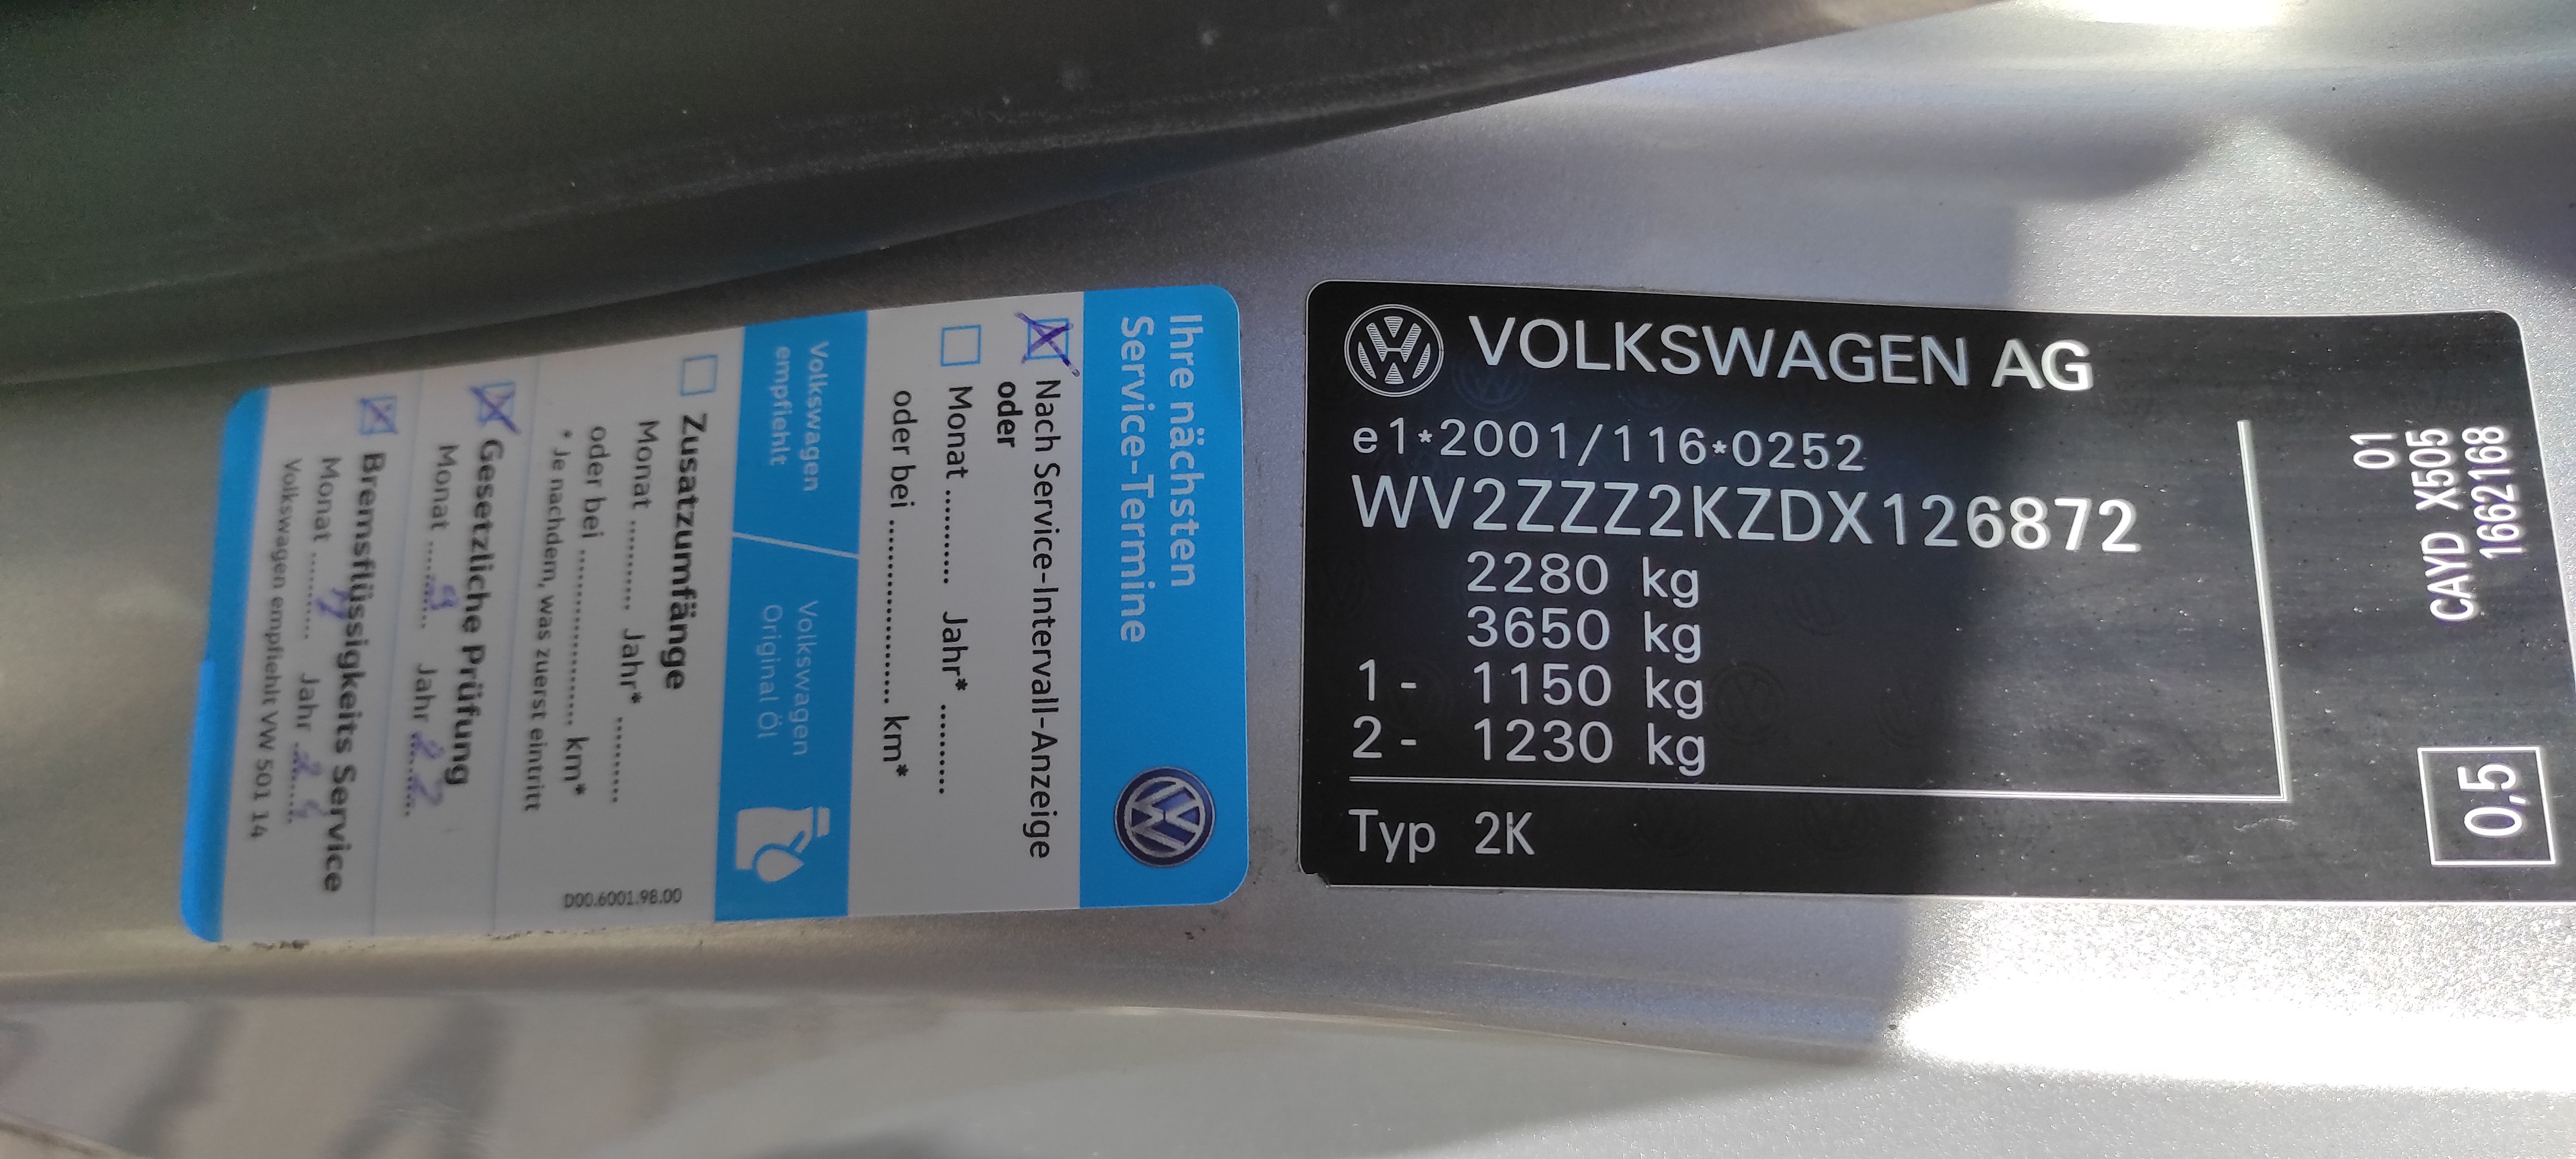 Ihre nächsten
Service-Termine
Nach Service-Intervall-Anzeige
oder
Monat ........... Jahr* ...........
oder bei ...................... km*
Volkswagen
empfiehlt
Volkswagen
Original Öl
Zusatzumfänge
Monat ........... Jahr* ...........
oder bei ...................... km*
* Je nachdem, was zuerst eintritt
D00.6001.98.00
Gesetzliche Prüfung
Monat ....9.... Jahr 22
Bremsflüssigkeits Service
Monat ........... Jahr ...........
Volkswagen empfiehlt VW 501 14
VOLKSWAGEN AG
e1*2001/116*0252
WV2ZZZ2KZDX126872
2280 kg
3650 kg
1 - 1150 kg
2 - 1230 kg
Typ 2K
01
CAYD X505
1662168
0,5